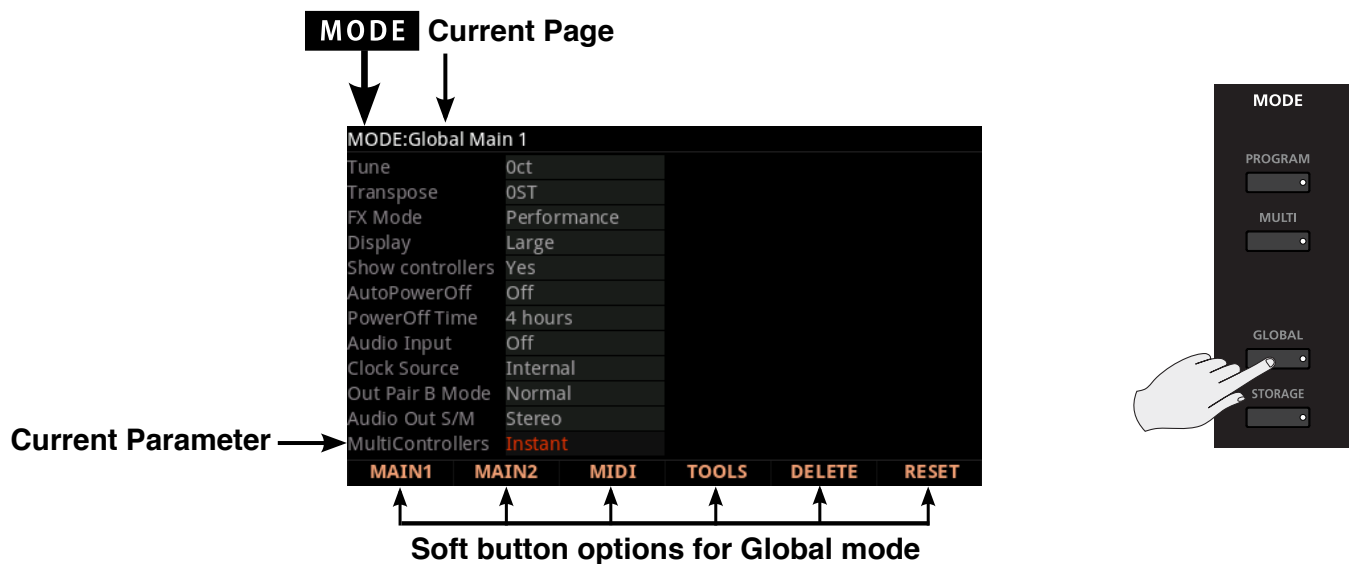 MODE Current Page
MODE:Global Main 1
Tune 0ct
Transpose 0ST
FX Mode Performance
Display Large
Show controllers Yes
AutoPowerOff Off
PowerOff Time 4 hours
Audio Input Off
Clock Source Internal
Out Pair B Mode Normal
Audio Out S/M Stereo
Current Parameter
MultiControllers Instant
MAIN1 MAIN2 MIDI TOOLS DELETE RESET
Soft button options for Global mode
MODE
PROGRAM
MULTI
GLOBAL
STORAGE